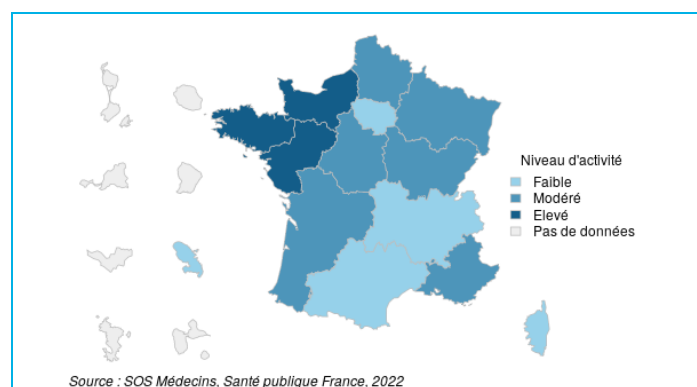 Niveau d'activité
Faible
Modéré
Elevé
Pas de données
Source : SOS Médecins, Santé publique France, 2022